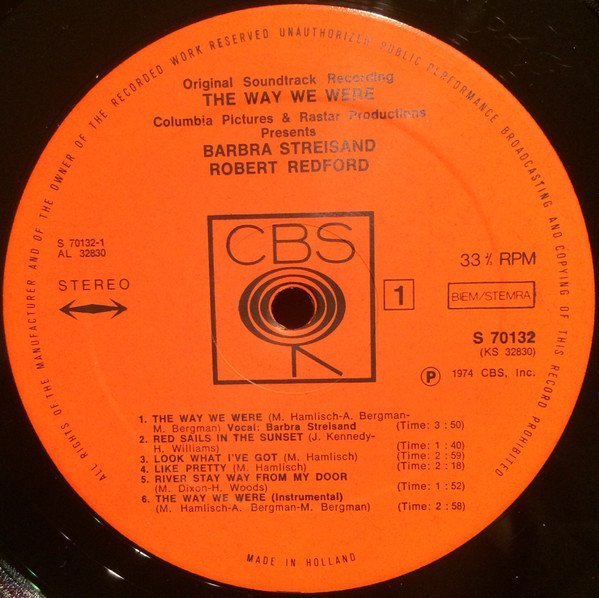 ALL RIGHTS OF THE MANUFACTURER AND OF THE OWNER OF THE RECORDED WORK RESERVED UNAUTHORIZED PUBLIC PERFORMANCE BROADCASTING AND COPYING OF THIS RECORD PROHIBITED
Original Soundtrack Recording
THE WAY WE WERE
Columbia Pictures & Rastar Productions
Presents
BARBRA STREISAND
ROBERT REDFORD
S 70132-1
AL 32830
STEREO
CBS
1
33⅓ RPM
BIEM/STEMRA
S 70132
(KS 32830)
Ⓟ 1974 CBS, Inc.
1. THE WAY WE WERE (M. Hamlisch-A. Bergman-
M. Bergman) Vocal: Barbra Streisand (Time: 3 : 50)
2. RED SAILS IN THE SUNSET (J. Kennedy-
H. Williams) (Time: 1 : 40)
3. LOOK WHAT I'VE GOT (M. Hamlisch) (Time: 2 : 59)
4. LIKE PRETTY (M. Hamlisch) (Time: 2 : 18)
5. RIVER STAY WAY FROM MY DOOR
(M. Dixon-H. Woods) (Time: 1 : 52)
6. THE WAY WE WERE (Instrumental)
(M. Hamlisch-A. Bergman-M. Bergman) (Time: 2 : 58)
MADE IN HOLLAND